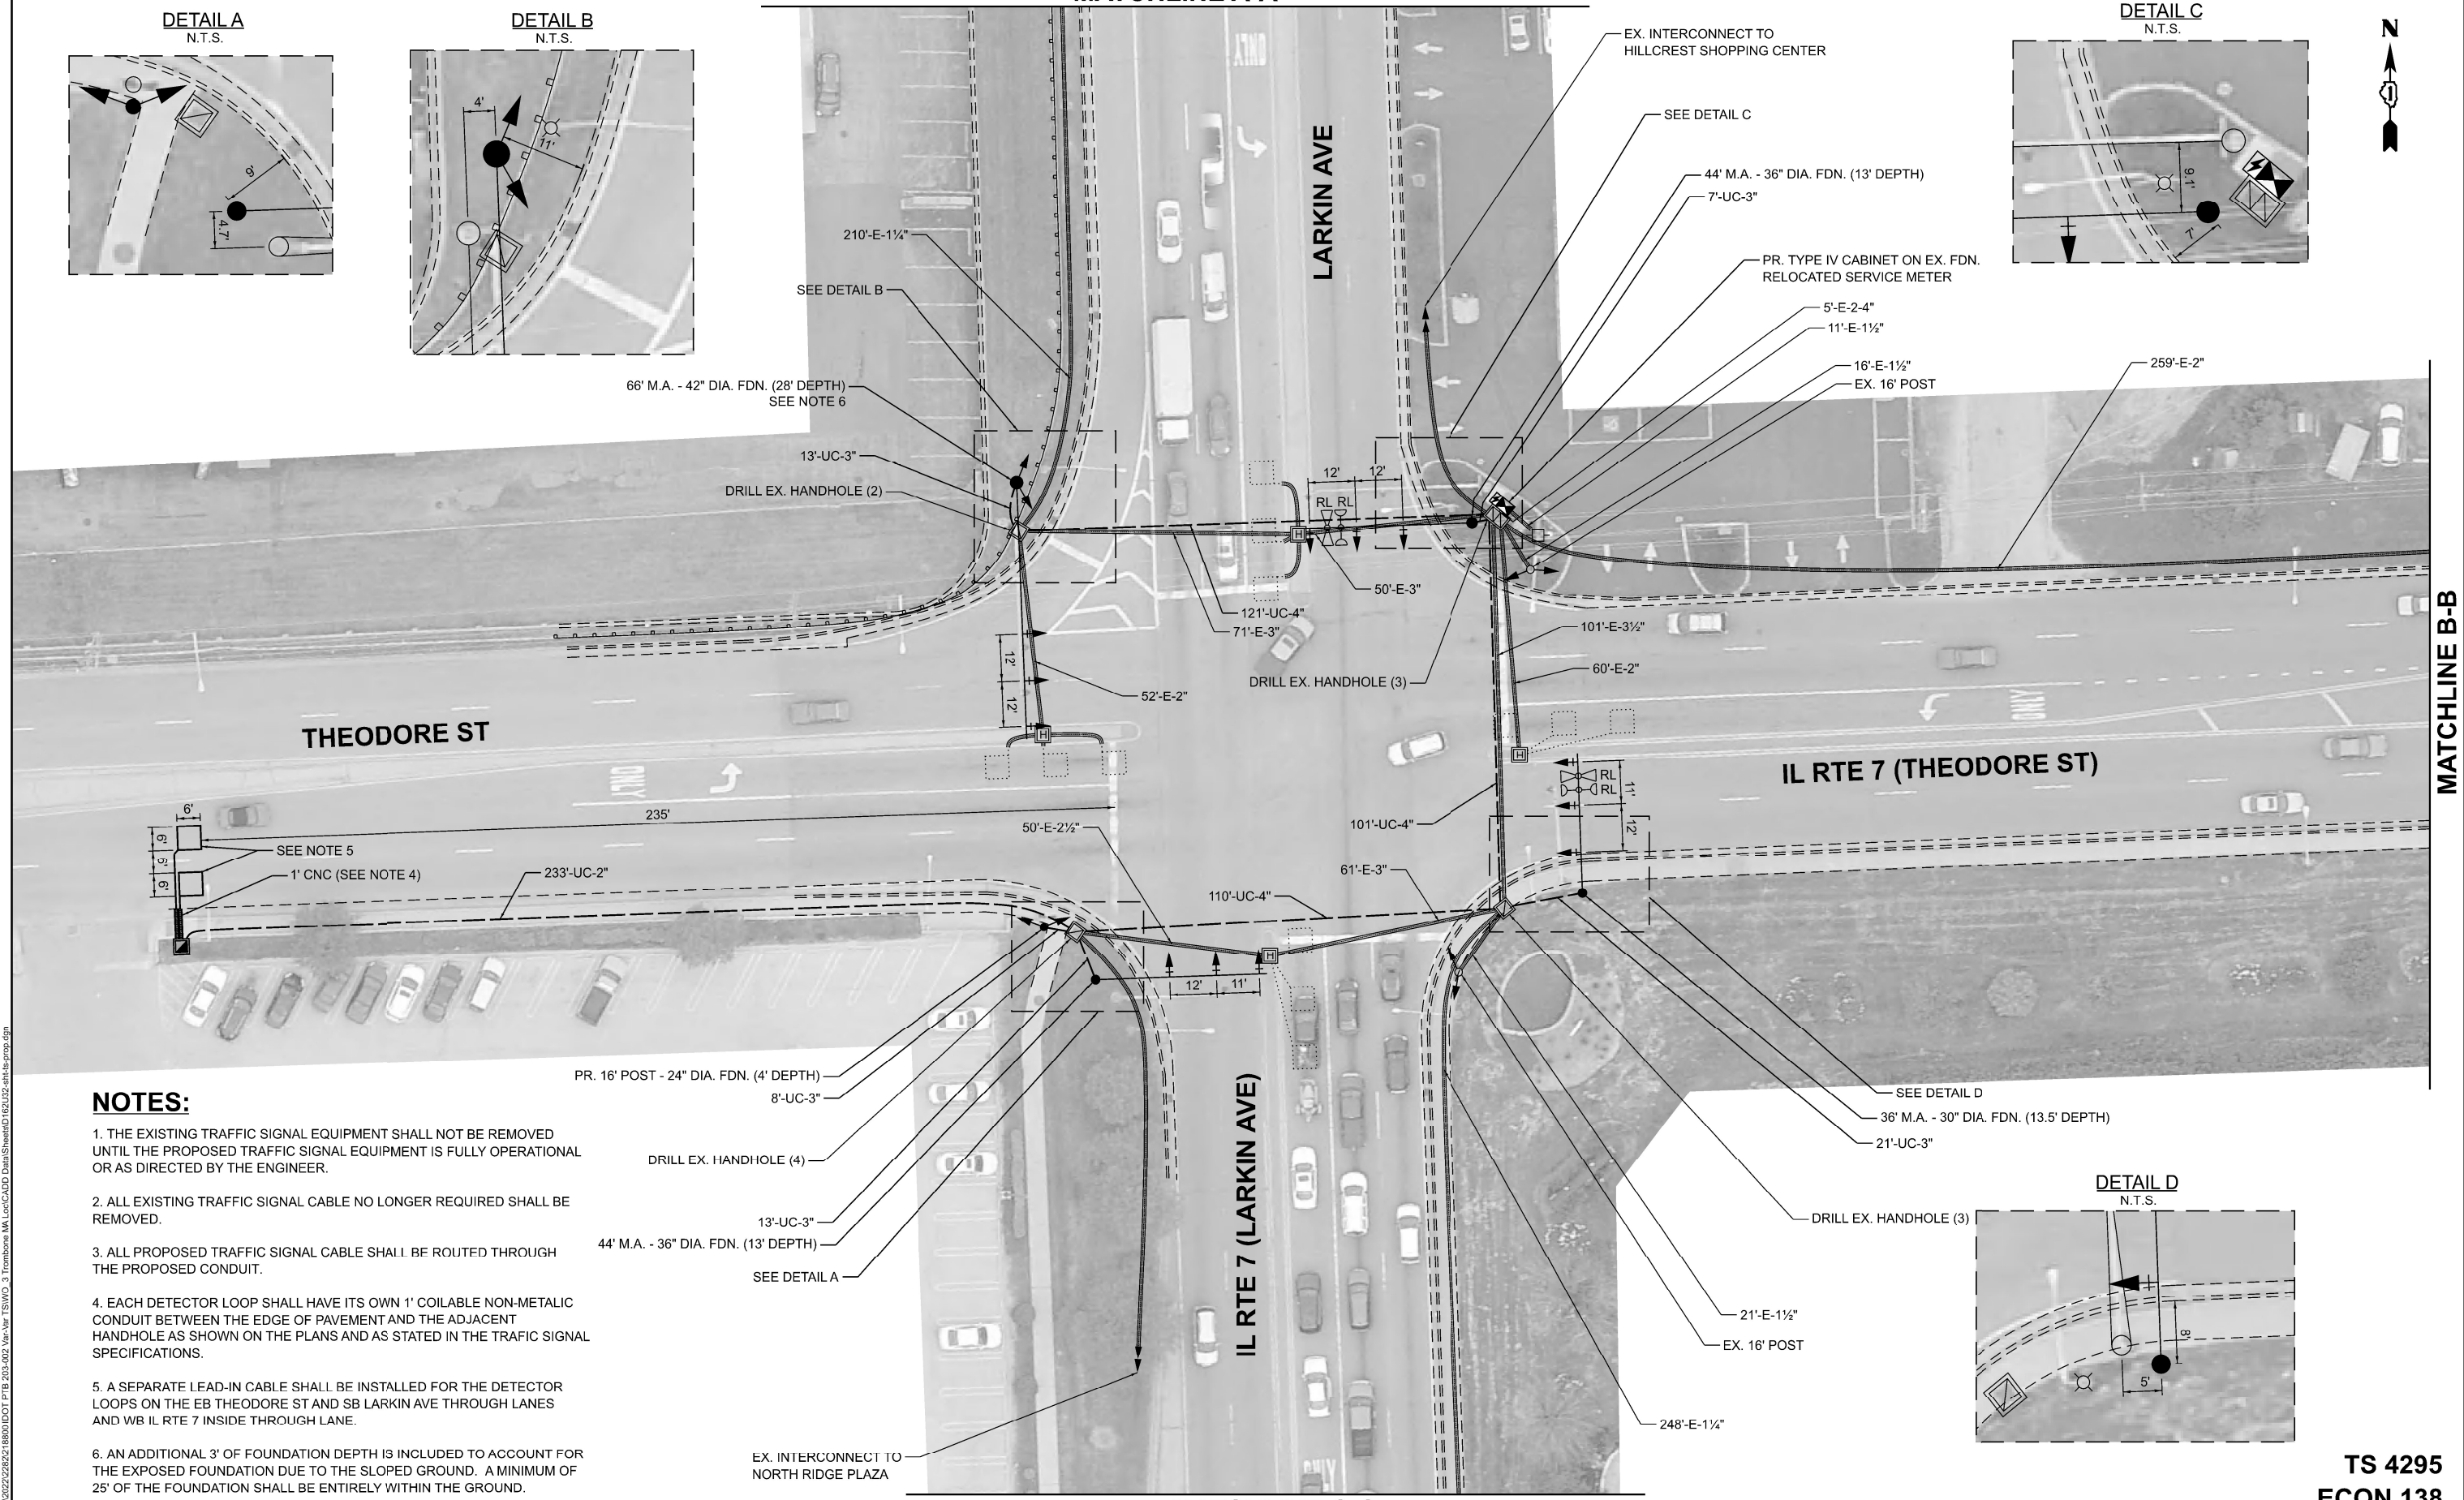 DETAIL A
N.T.S.
9'
4.7'
DETAIL B
N.T.S.
4'
11'
DETAIL C
N.T.S.
9.1'
7'
N
EX. INTERCONNECT TO
HILLCREST SHOPPING CENTER
SEE DETAIL C
44' M.A. - 36" DIA. FDN. (13' DEPTH)
7'-UC-3"
PR. TYPE IV CABINET ON EX. FDN.
RELOCATED SERVICE METER
5'-E-2-4"
11'-E-1½"
16'-E-1½"
EX. 16' POST
259'-E-2"
ONLY
LARKIN AVE
210'-E-1¼"
SEE DETAIL B
66' M.A. - 42" DIA. FDN. (28' DEPTH)
SEE NOTE 6
13'-UC-3"
DRILL EX. HANDHOLE (2)
12'
12'
RL RL
H
50'-E-3"
121'-UC-4"
71'-E-3"
101'-E-3½"
60'-E-2"
DRILL EX. HANDHOLE (3)
12'
12'
52'-E-2"
H
H
THEODORE ST
ONLY
ONLY
IL RTE 7 (THEODORE ST)
MATCHLINE B-B
RL
RL
11'
12'
6'
6'
6'
6'
235'
SEE NOTE 5
1' CNC (SEE NOTE 4)
233'-UC-2"
50'-E-2½"
101'-UC-4"
61'-E-3"
110'-UC-4"
H
12'
11'
PR. 16' POST - 24" DIA. FDN. (4' DEPTH)
8'-UC-3"
DRILL EX. HANDHOLE (4)
13'-UC-3"
44' M.A. - 36" DIA. FDN. (13' DEPTH)
SEE DETAIL A
EX. INTERCONNECT TO
NORTH RIDGE PLAZA
IL RTE 7 (LARKIN AVE)
ONLY
SEE DETAIL D
36' M.A. - 30" DIA. FDN. (13.5' DEPTH)
21'-UC-3"
DRILL EX. HANDHOLE (3)
21'-E-1½"
EX. 16' POST
248'-E-1¼"
DETAIL D
N.T.S.
8'
5'
NOTES:
1. THE EXISTING TRAFFIC SIGNAL EQUIPMENT SHALL NOT BE REMOVED
UNTIL THE PROPOSED TRAFFIC SIGNAL EQUIPMENT IS FULLY OPERATIONAL
OR AS DIRECTED BY THE ENGINEER.
2. ALL EXISTING TRAFFIC SIGNAL CABLE NO LONGER REQUIRED SHALL BE
REMOVED.
3. ALL PROPOSED TRAFFIC SIGNAL CABLE SHALL BE ROUTED THROUGH
THE PROPOSED CONDUIT.
4. EACH DETECTOR LOOP SHALL HAVE ITS OWN 1' COILABLE NON-METALIC
CONDUIT BETWEEN THE EDGE OF PAVEMENT AND THE ADJACENT
HANDHOLE AS SHOWN ON THE PLANS AND AS STATED IN THE TRAFIC SIGNAL
SPECIFICATIONS.
5. A SEPARATE LEAD-IN CABLE SHALL BE INSTALLED FOR THE DETECTOR
LOOPS ON THE EB THEODORE ST AND SB LARKIN AVE THROUGH LANES
AND WB IL RTE 7 INSIDE THROUGH LANE.
6. AN ADDITIONAL 3' OF FOUNDATION DEPTH IS INCLUDED TO ACCOUNT FOR
THE EXPOSED FOUNDATION DUE TO THE SLOPED GROUND. A MINIMUM OF
25' OF THE FOUNDATION SHALL BE ENTIRELY WITHIN THE GROUND.
TS 4295
ECON 138